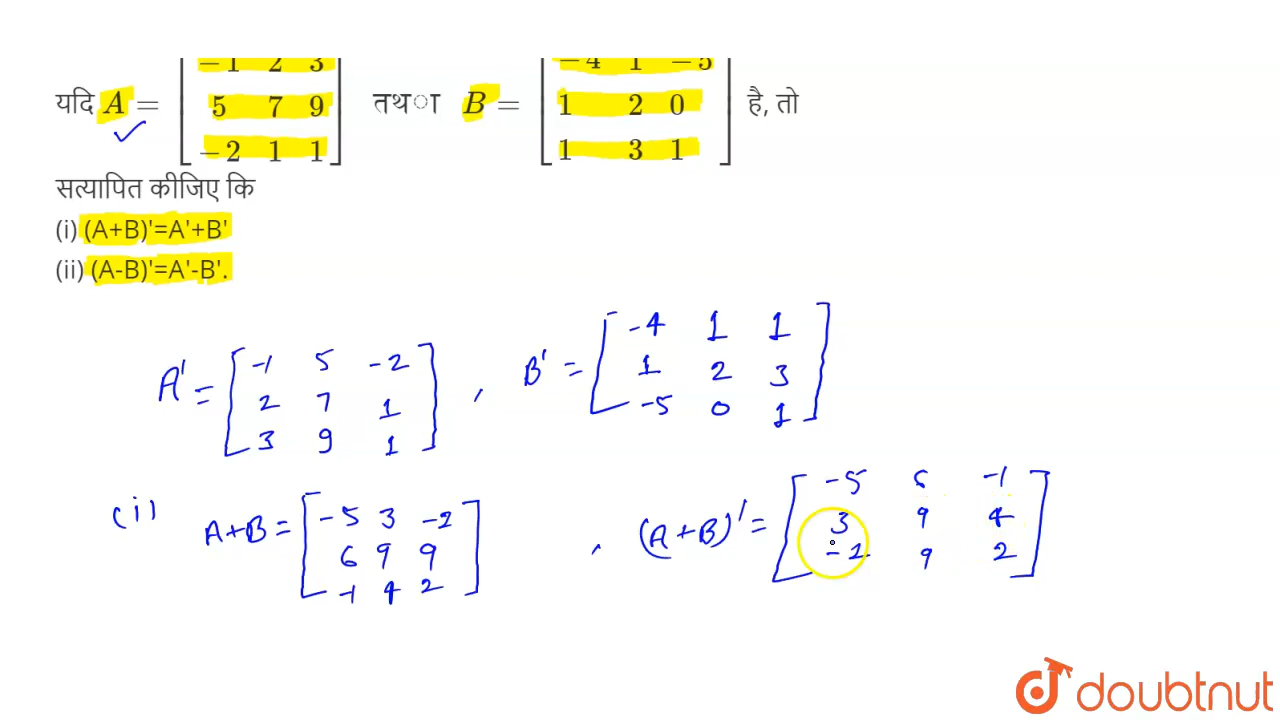 -1 2 3 -4 1 -5
यदि A = 5 7 9 तथा B = 1 2 0 है, तो
-2 1 1 1 3 1
सत्यापित कीजिए कि
(i) (A+B)'=A'+B'
(ii) (A-B)'=A'-B'.
-4 1 1
-1 5 -2 B' = 1 2 3
A' = 2 7 1 , -5 0 1
3 9 1
(i) A+B = -5 3 -2 , (A+B)' = -5 6 -1
6 9 9 3 9 4
-1 4 2 -2 9 2
doubtnut